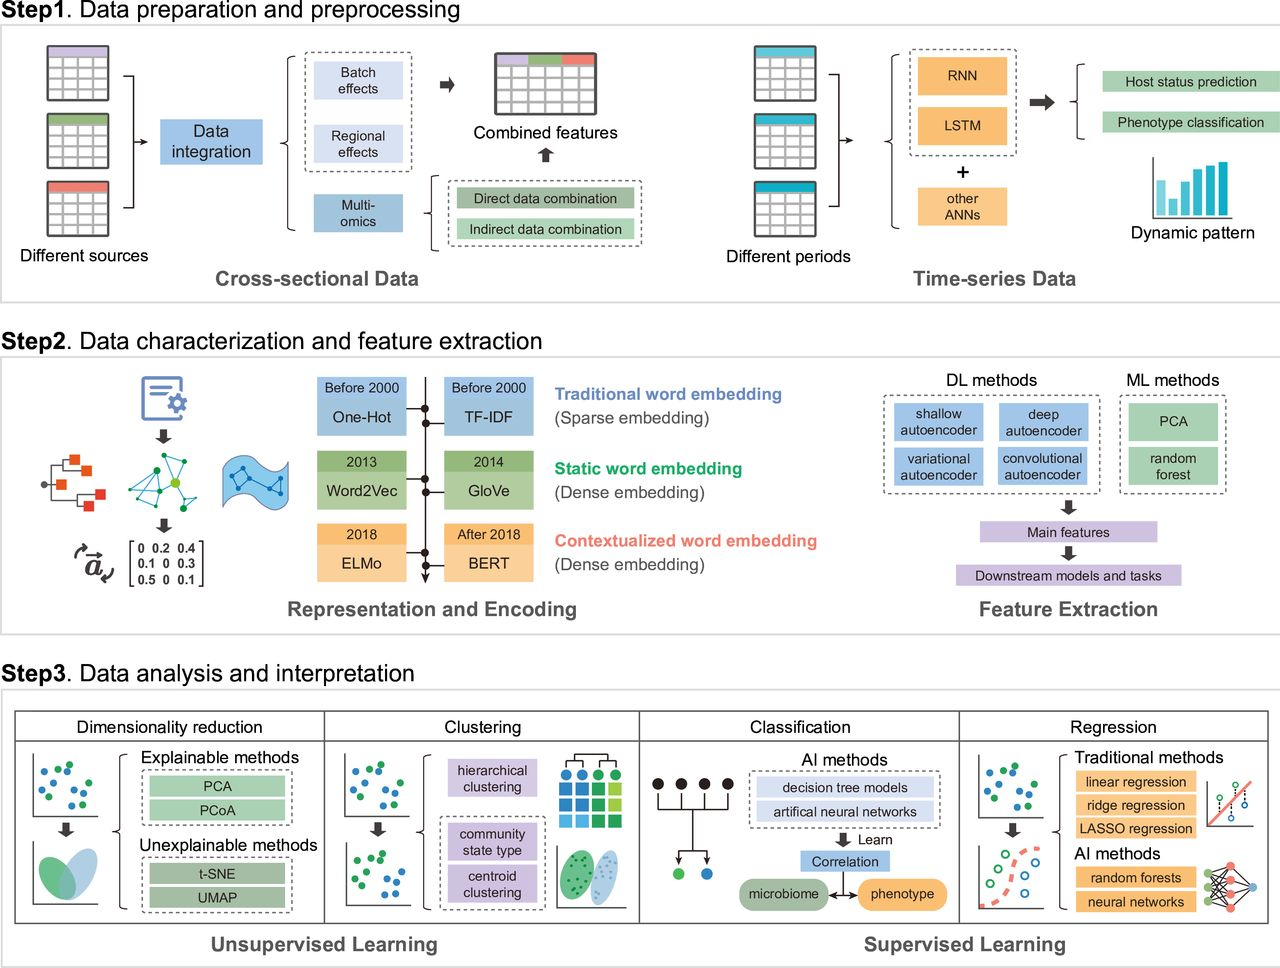 Step1. Data preparation and preprocessing
Data
integration
Batch
effects
Regional
effects
Multi-
omics
Combined features
Direct data combination
Indirect data combination
Different sources
Cross-sectional Data
RNN
LSTM
+
other
ANNs
Host status prediction
Phenotype classification
Dynamic pattern
Different periods
Time-series Data
Step2. Data characterization and feature extraction
a
0 0.2 0.4
0.1 0 0.3
0.5 0 0.1
Before 2000
One-Hot
Before 2000
TF-IDF
Traditional word embedding
(Sparse embedding)
2013
Word2Vec
2014
GloVe
Static word embedding
(Dense embedding)
2018
ELMo
After 2018
BERT
Contextualized word embedding
(Dense embedding)
Representation and Encoding
DL methods
shallow
autoencoder
deep
autoencoder
variational
autoencoder
convolutional
autoencoder
ML methods
PCA
random
forest
Main features
Downstream models and tasks
Feature Extraction
Step3. Data analysis and interpretation
Dimensionality reduction
Explainable methods
PCA
PCoA
Unexplainable methods
t-SNE
UMAP
Clustering
hierarchical
clustering
community
state type
centroid
clustering
Unsupervised Learning
Classification
AI methods
decision tree models
artifical neural networks
Learn
Correlation
microbiome
phenotype
Regression
Traditional methods
linear regression
ridge regression
LASSO regression
AI methods
random forests
neural networks
Supervised Learning